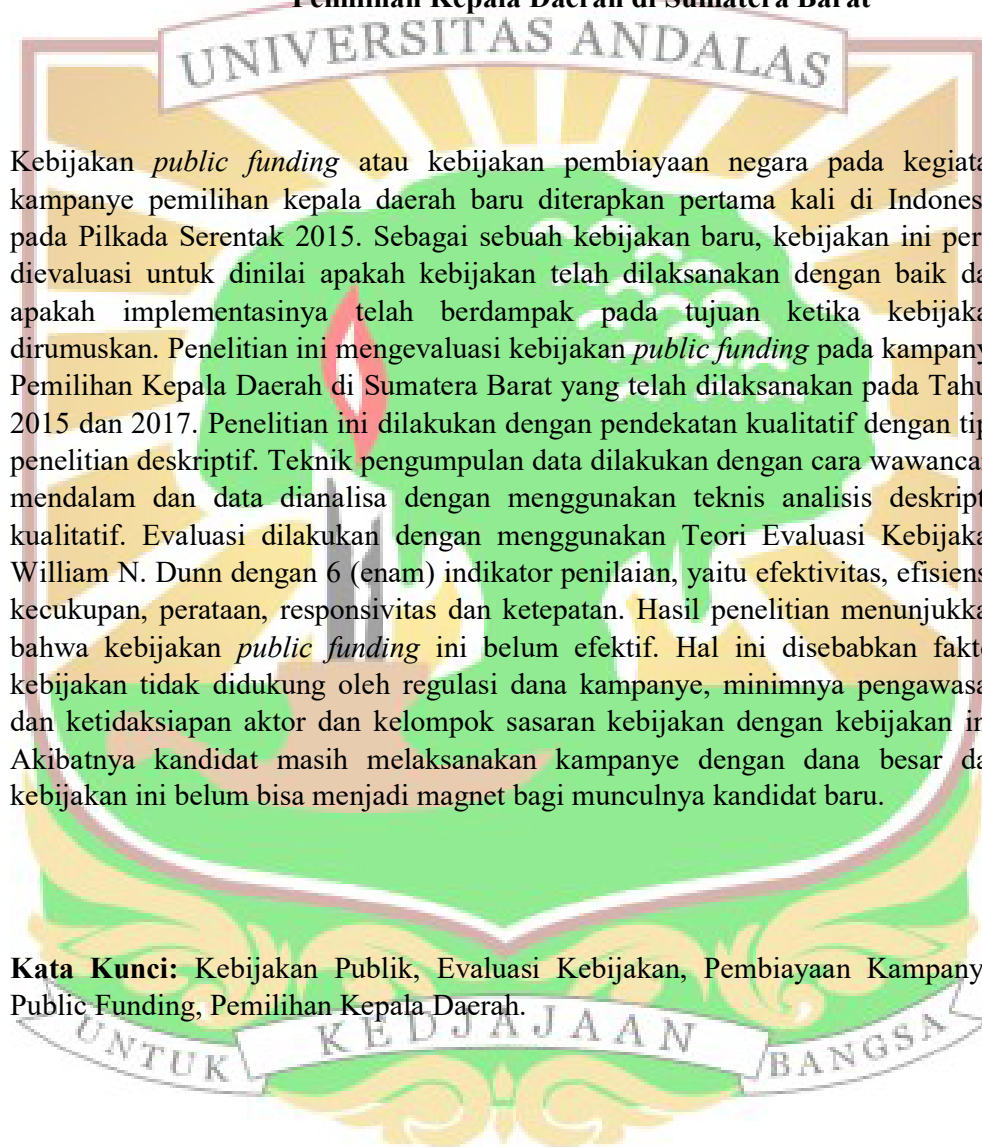 Pemilihan Kepala Daerah di Sumatera Barat
UNIVERSITAS ANDALAS
Kebijakan public funding atau kebijakan pembiayaan negara pada kegiata
kampanye pemilihan kepala daerah baru diterapkan pertama kali di Indones
pada Pilkada Serentak 2015. Sebagai sebuah kebijakan baru, kebijakan ini per
dievaluasi untuk dinilai apakah kebijakan telah dilaksanakan dengan baik da
apakah implementasinya telah berdampak pada tujuan ketika kebijaka
dirumuskan. Penelitian ini mengevaluasi kebijakan public funding pada kampany
Pemilihan Kepala Daerah di Sumatera Barat yang telah dilaksanakan pada Tahu
2015 dan 2017. Penelitian ini dilakukan dengan pendekatan kualitatif dengan tip
penelitian deskriptif. Teknik pengumpulan data dilakukan dengan cara wawanca
mendalam dan data dianalisa dengan menggunakan teknis analisis deskript
kualitatif. Evaluasi dilakukan dengan menggunakan Teori Evaluasi Kebijaka
William N. Dunn dengan 6 (enam) indikator penilaian, yaitu efektivitas, efisiens
kecukupan, perataan, responsivitas dan ketepatan. Hasil penelitian menunjukka
bahwa kebijakan public funding ini belum efektif. Hal ini disebabkan fakto
kebijakan tidak didukung oleh regulasi dana kampanye, minimnya pengawasa
dan ketidaksiapan aktor dan kelompok sasaran kebijakan dengan kebijakan in
Akibatnya kandidat masih melaksanakan kampanye dengan dana besar da
kebijakan ini belum bisa menjadi magnet bagi munculnya kandidat baru.
Kata Kunci: Kebijakan Publik, Evaluasi Kebijakan, Pembiayaan Kampany
Public Funding, Pemilihan Kepala Daerah.
UNTUK KEDJAJAAN BANGSA